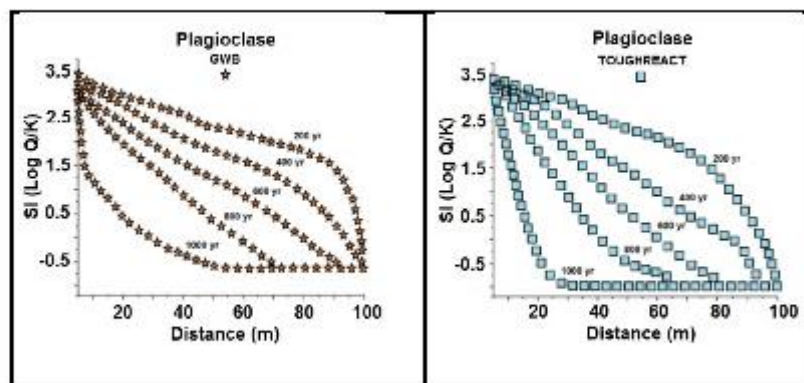 Plagioclase
GWB
3.5
2.5
1.5
0.5
-0.5
SI (Log Q/K)
200 yr
400 yr
600 yr
800 yr
1000 yr
20 40 60 80 100
Distance (m)
Plagioclase
TOUGHREACT
3.5
2.5
1.5
0.5
-0.5
SI (Log Q/K)
200 yr
400 yr
600 yr
800 yr
1000 yr
20 40 60 80 100
Distance (m)